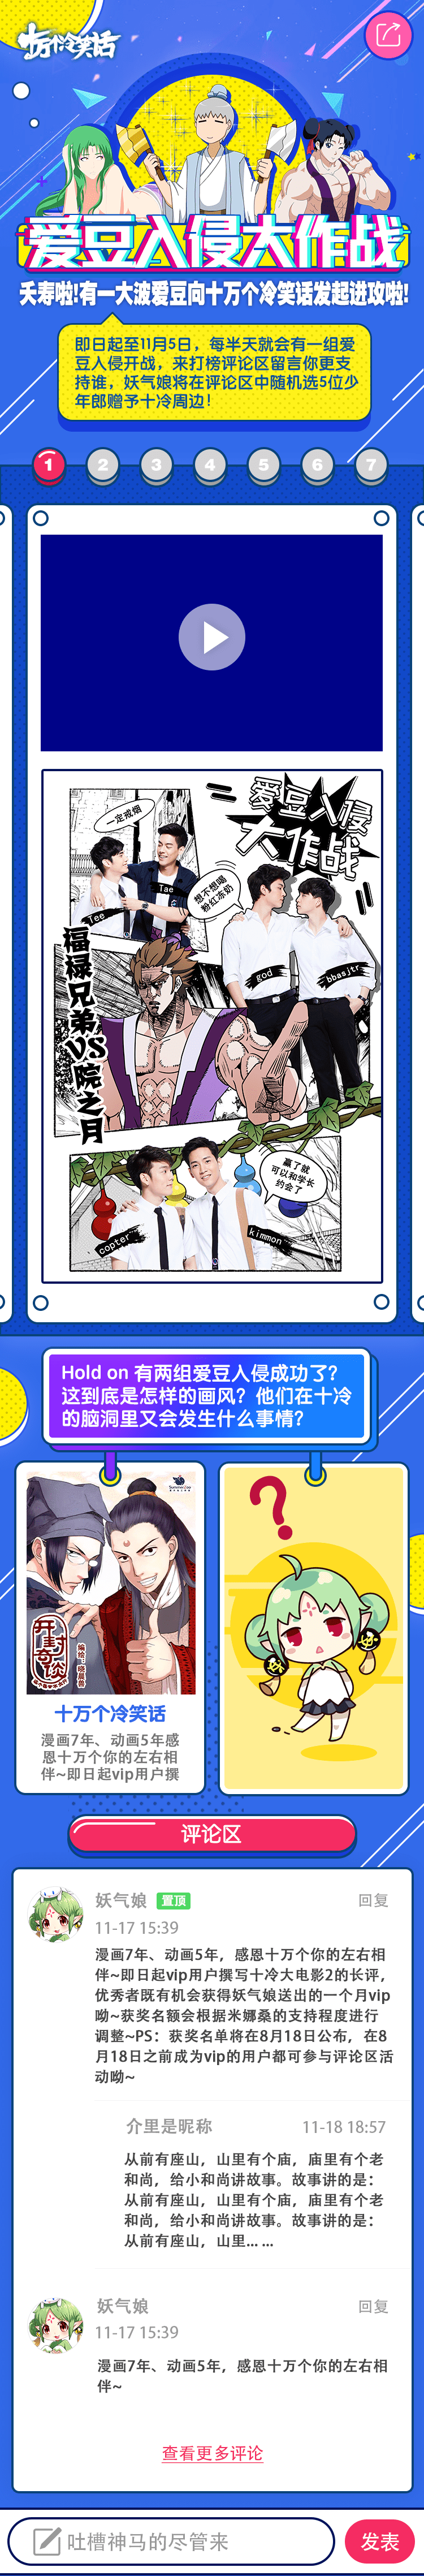 十万个冷笑话
爱豆入侵大作战
夭寿啦!有一大波爱豆向十万个冷笑话发起进攻啦!
即日起至11月5日，每半天就会有一组爱
豆入侵开战，来打榜评论区留言你更支
持谁，妖气娘将在评论区中随机选5位少
年郎赠予十冷周边！
1 2 3 4 5 6 7
爱豆入侵
大作战
一定戒烟
Tee
Tae
想不想喝
粉红冻奶
god
bbasjtr
福禄兄弟VS院之月
赢了就
可以和学长
约会了
copter
kimmon
Hold on 有两组爱豆入侵成功了？
这到底是怎样的画风？他们在十冷
的脑洞里又会发生什么事情？
SummerZoo
开封奇谈
编绘：晓晨兽
十万个冷笑话
漫画7年、动画5年感
恩十万个你的左右相
伴~即日起vip用户撰
评论区
妖气娘 置顶 回复
11-17 15:39
漫画7年、动画5年，感恩十万个你的左右相
伴~即日起vip用户撰写十冷大电影2的长评，
优秀者既有机会获得妖气娘送出的一个月vip
呦~获奖名额会根据米娜桑的支持程度进行
调整~PS：获奖名单将在8月18日公布，在8
月18日之前成为vip的用户都可参与评论区活
动呦~
介里是昵称 11-18 18:57
从前有座山，山里有个庙，庙里有个老
和尚，给小和尚讲故事。故事讲的是：
从前有座山，山里有个庙，庙里有个老
和尚，给小和尚讲故事。故事讲的是：
从前有座山，山里... ...
妖气娘 回复
11-17 15:39
漫画7年、动画5年，感恩十万个你的左右相
伴~
查看更多评论
吐槽神马的尽管来 发表